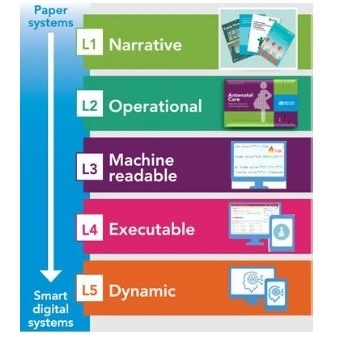 Paper
systems
L1 Narrative
L2 Operational
Antenatal
Care
L3 Machine
readable
L4 Executable
L5 Dynamic
Smart
digital
systems